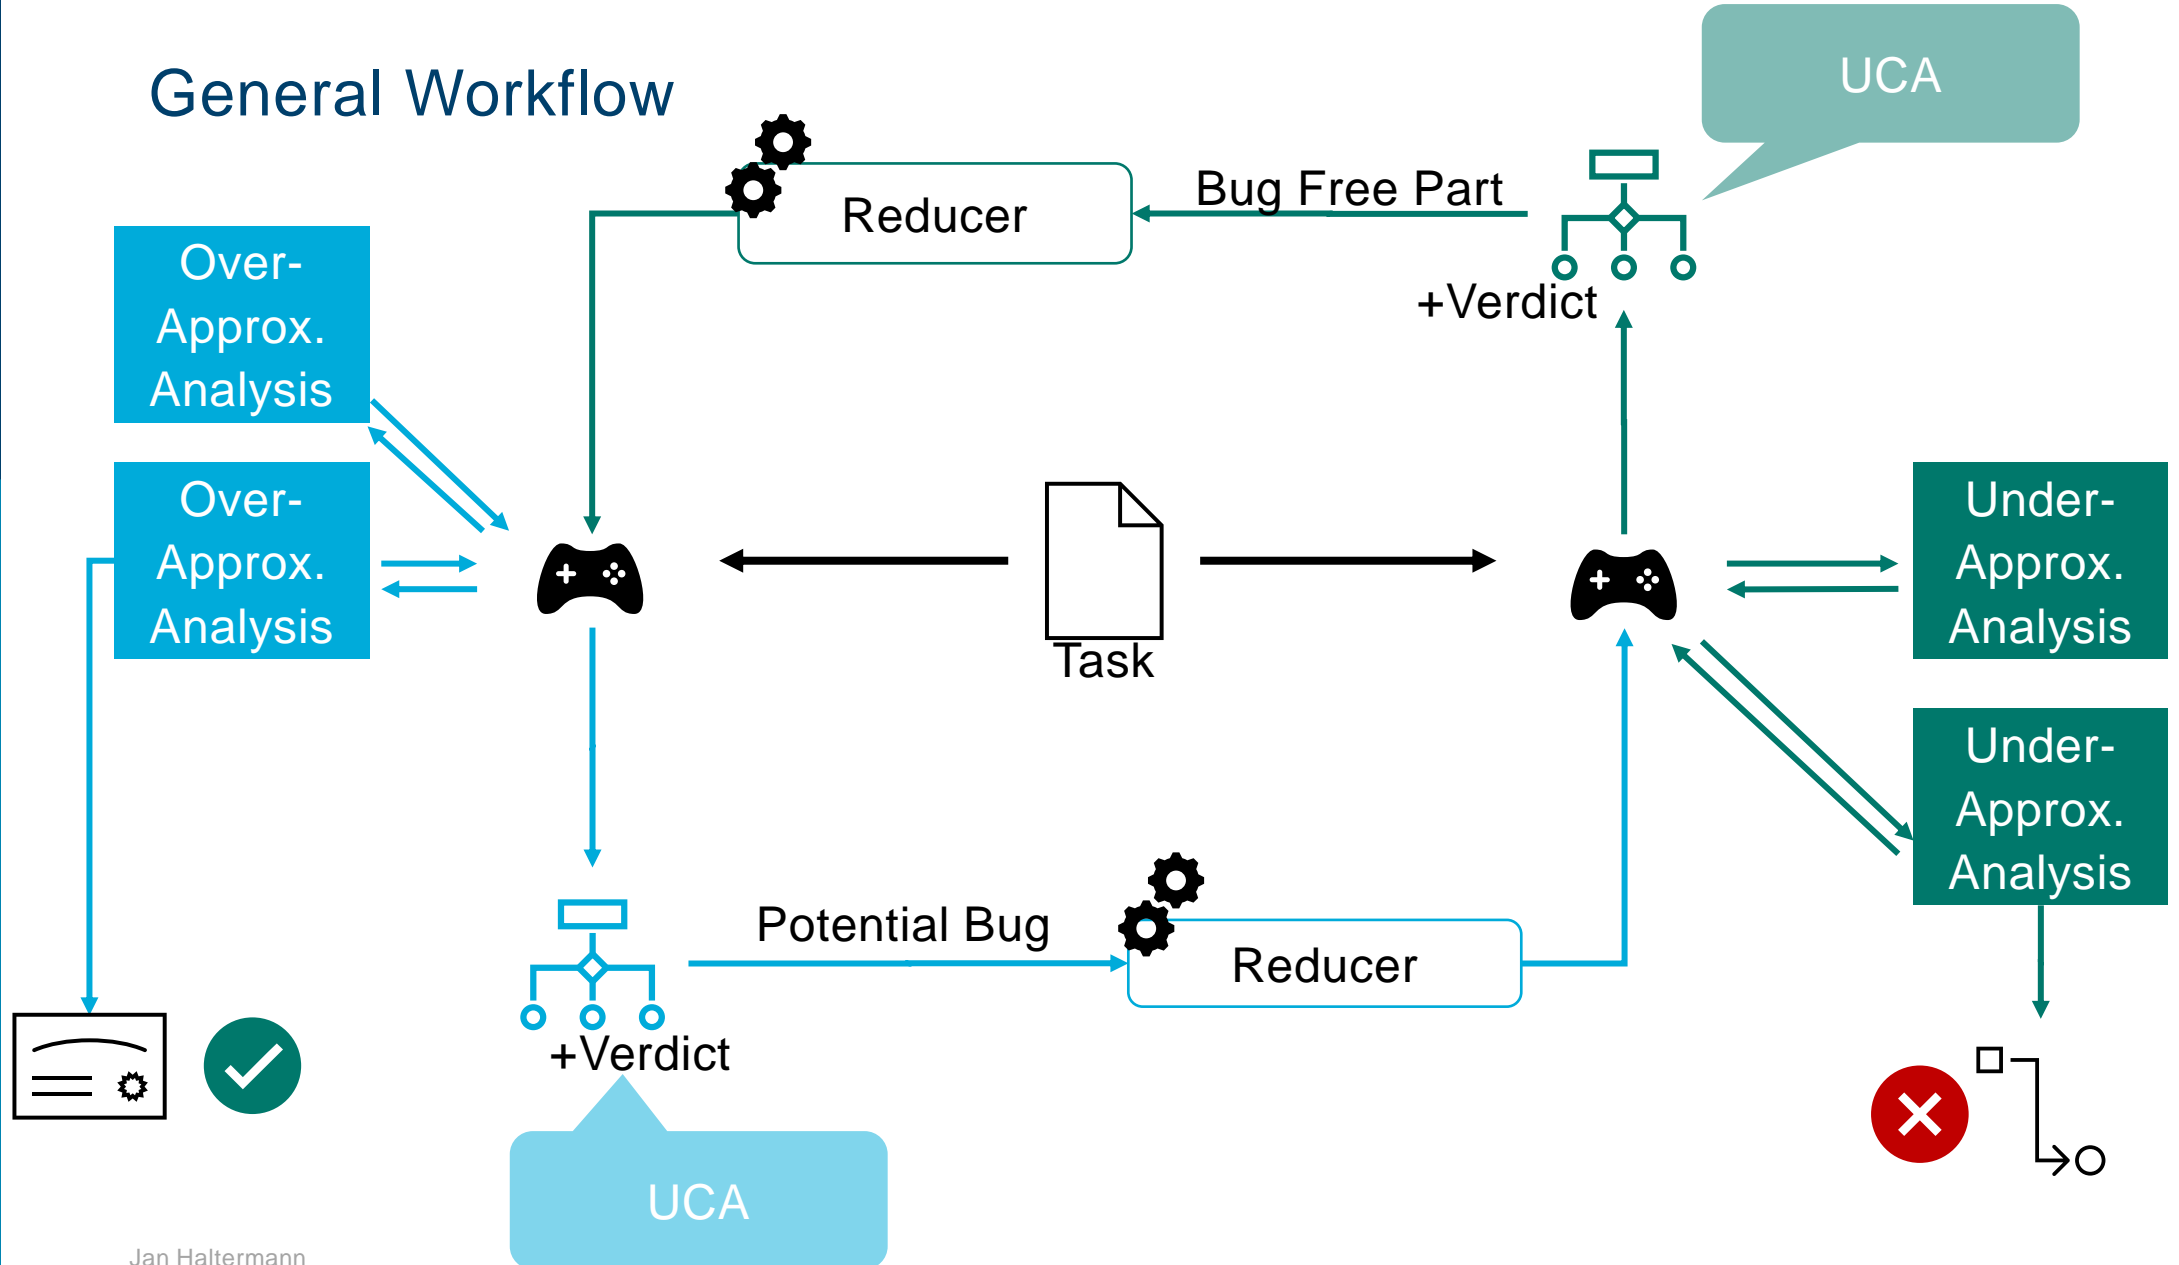 General Workflow
UCA
Reducer
Bug Free Part
+Verdict
Over-
Approx.
Analysis
Over-
Approx.
Analysis
Task
Under-
Approx.
Analysis
Under-
Approx.
Analysis
Potential Bug
Reducer
+Verdict
UCA
Jan Haltermann